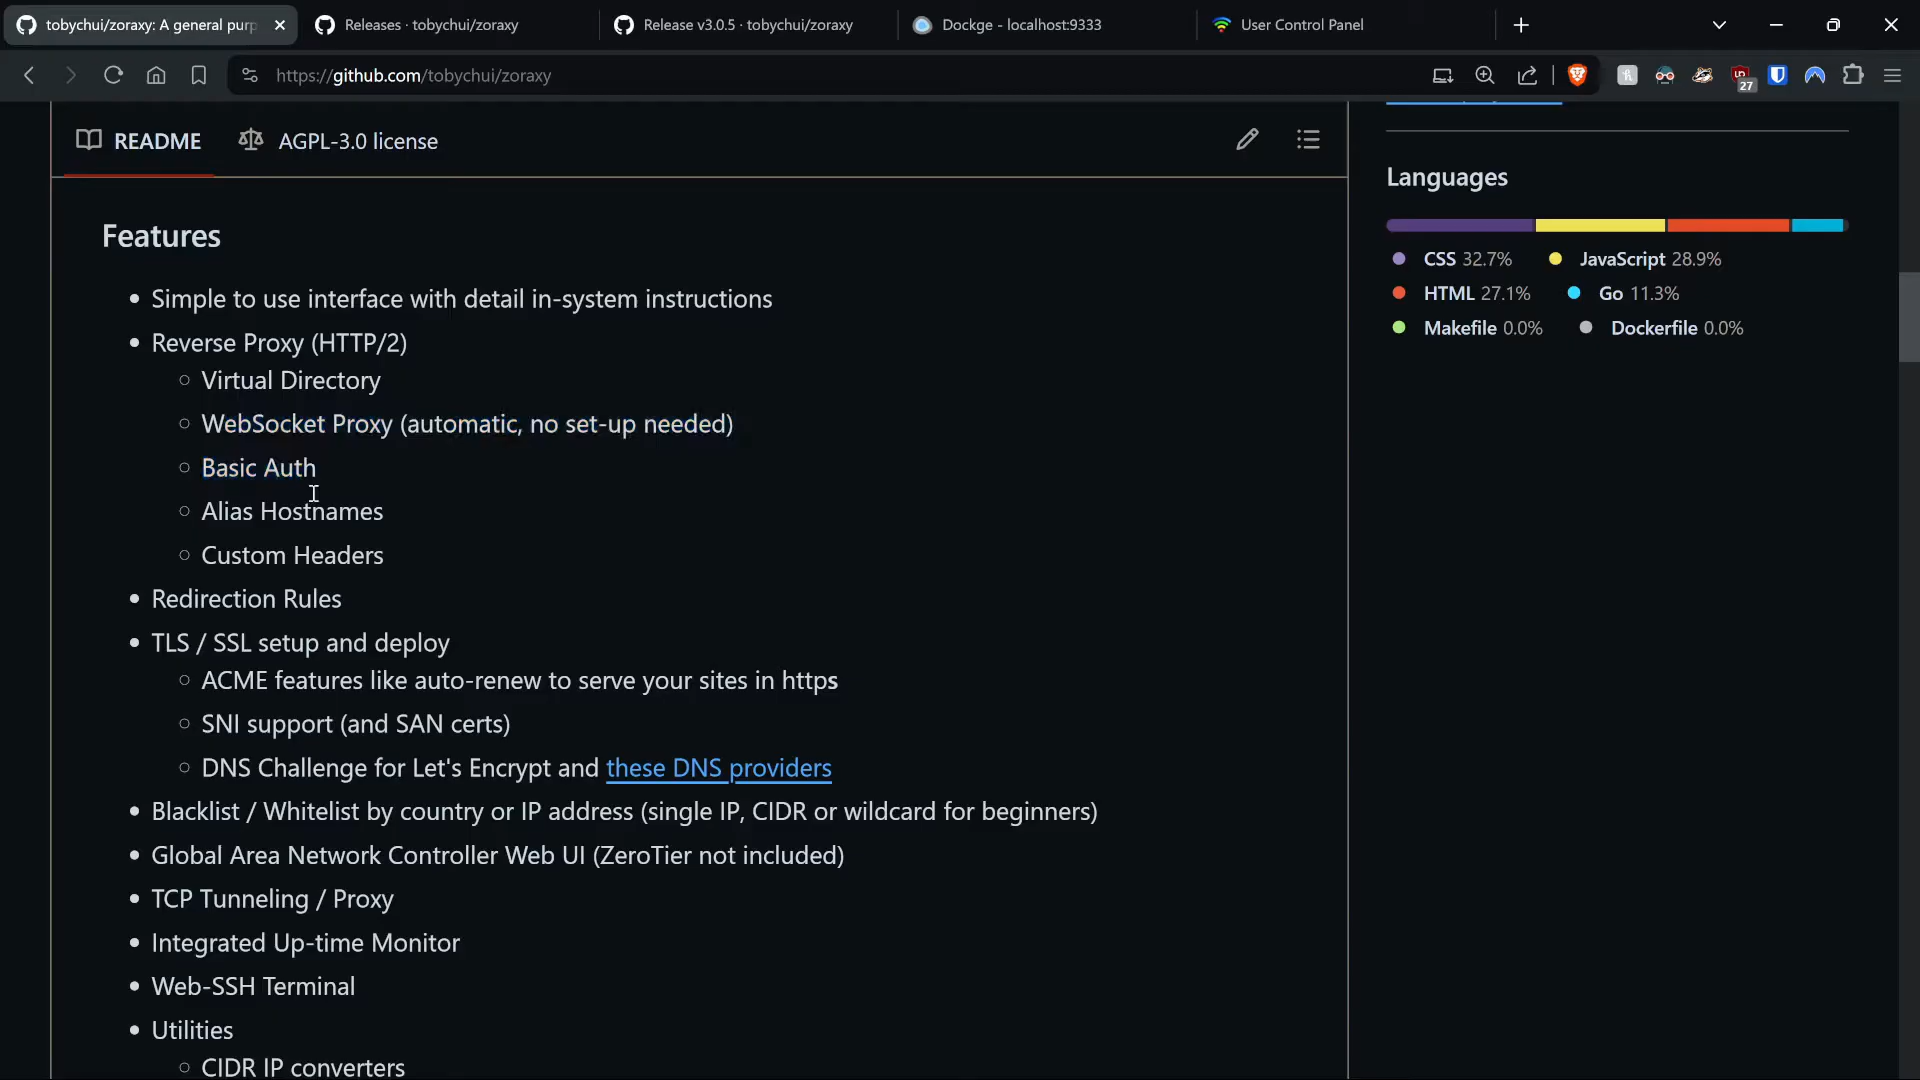 tobychui/zoraxy: A general purp
Releases · tobychui/zoraxy
Release v3.0.5 · tobychui/zoraxy
Dockge - localhost:9333
User Control Panel
https://github.com/tobychui/zoraxy
27
README
AGPL-3.0 license
Features
• Simple to use interface with detail in-system instructions
• Reverse Proxy (HTTP/2)
○ Virtual Directory
○ WebSocket Proxy (automatic, no set-up needed)
○ Basic Auth
○ Alias Hostnames
○ Custom Headers
• Redirection Rules
• TLS / SSL setup and deploy
○ ACME features like auto-renew to serve your sites in https
○ SNI support (and SAN certs)
○ DNS Challenge for Let's Encrypt and these DNS providers
• Blacklist / Whitelist by country or IP address (single IP, CIDR or wildcard for beginners)
• Global Area Network Controller Web UI (ZeroTier not included)
• TCP Tunneling / Proxy
• Integrated Up-time Monitor
• Web-SSH Terminal
• Utilities
○ CIDR IP converters
Languages
CSS 32.7%
JavaScript 28.9%
HTML 27.1%
Go 11.3%
Makefile 0.0%
Dockerfile 0.0%